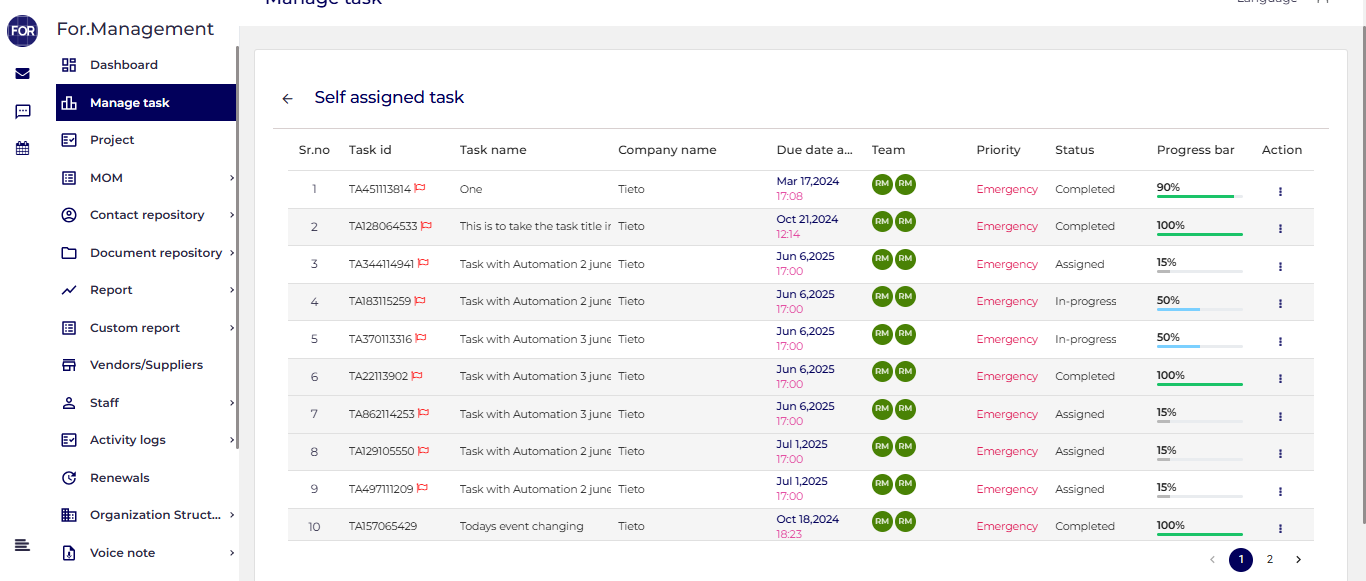 Manage task
Language
FOR
For.Management
Dashboard
Manage task
Project
MOM
Contact repository
Document repository
Report
Custom report
Vendors/Suppliers
Staff
Activity logs
Renewals
Organization Struct...
Voice note
Self assigned task
Sr.no Task id Task name Company name Due date a... Team Priority Status Progress bar Action
1 TA451113814 One Tieto Mar 17,2024 17:08 RM RM Emergency Completed 90%
2 TA128064533 This is to take the task title in Tieto Oct 21,2024 12:14 RM RM Emergency Completed 100%
3 TA344114941 Task with Automation 2 june Tieto Jun 6,2025 17:00 RM RM Emergency Assigned 15%
4 TA183115259 Task with Automation 2 june Tieto Jun 6,2025 17:00 RM RM Emergency In-progress 50%
5 TA370113316 Task with Automation 3 june Tieto Jun 6,2025 17:00 RM RM Emergency In-progress 50%
6 TA22113902 Task with Automation 3 june Tieto Jun 6,2025 17:00 RM RM Emergency Completed 100%
7 TA862114253 Task with Automation 3 june Tieto Jun 6,2025 17:00 RM RM Emergency Assigned 15%
8 TA129105550 Task with Automation 2 june Tieto Jul 1,2025 17:00 RM RM Emergency Assigned 15%
9 TA497111209 Task with Automation 2 june Tieto Jul 1,2025 17:00 RM RM Emergency Assigned 15%
10 TA157065429 Todays event changing Tieto Oct 18,2024 18:23 RM RM Emergency Completed 100%
1 2